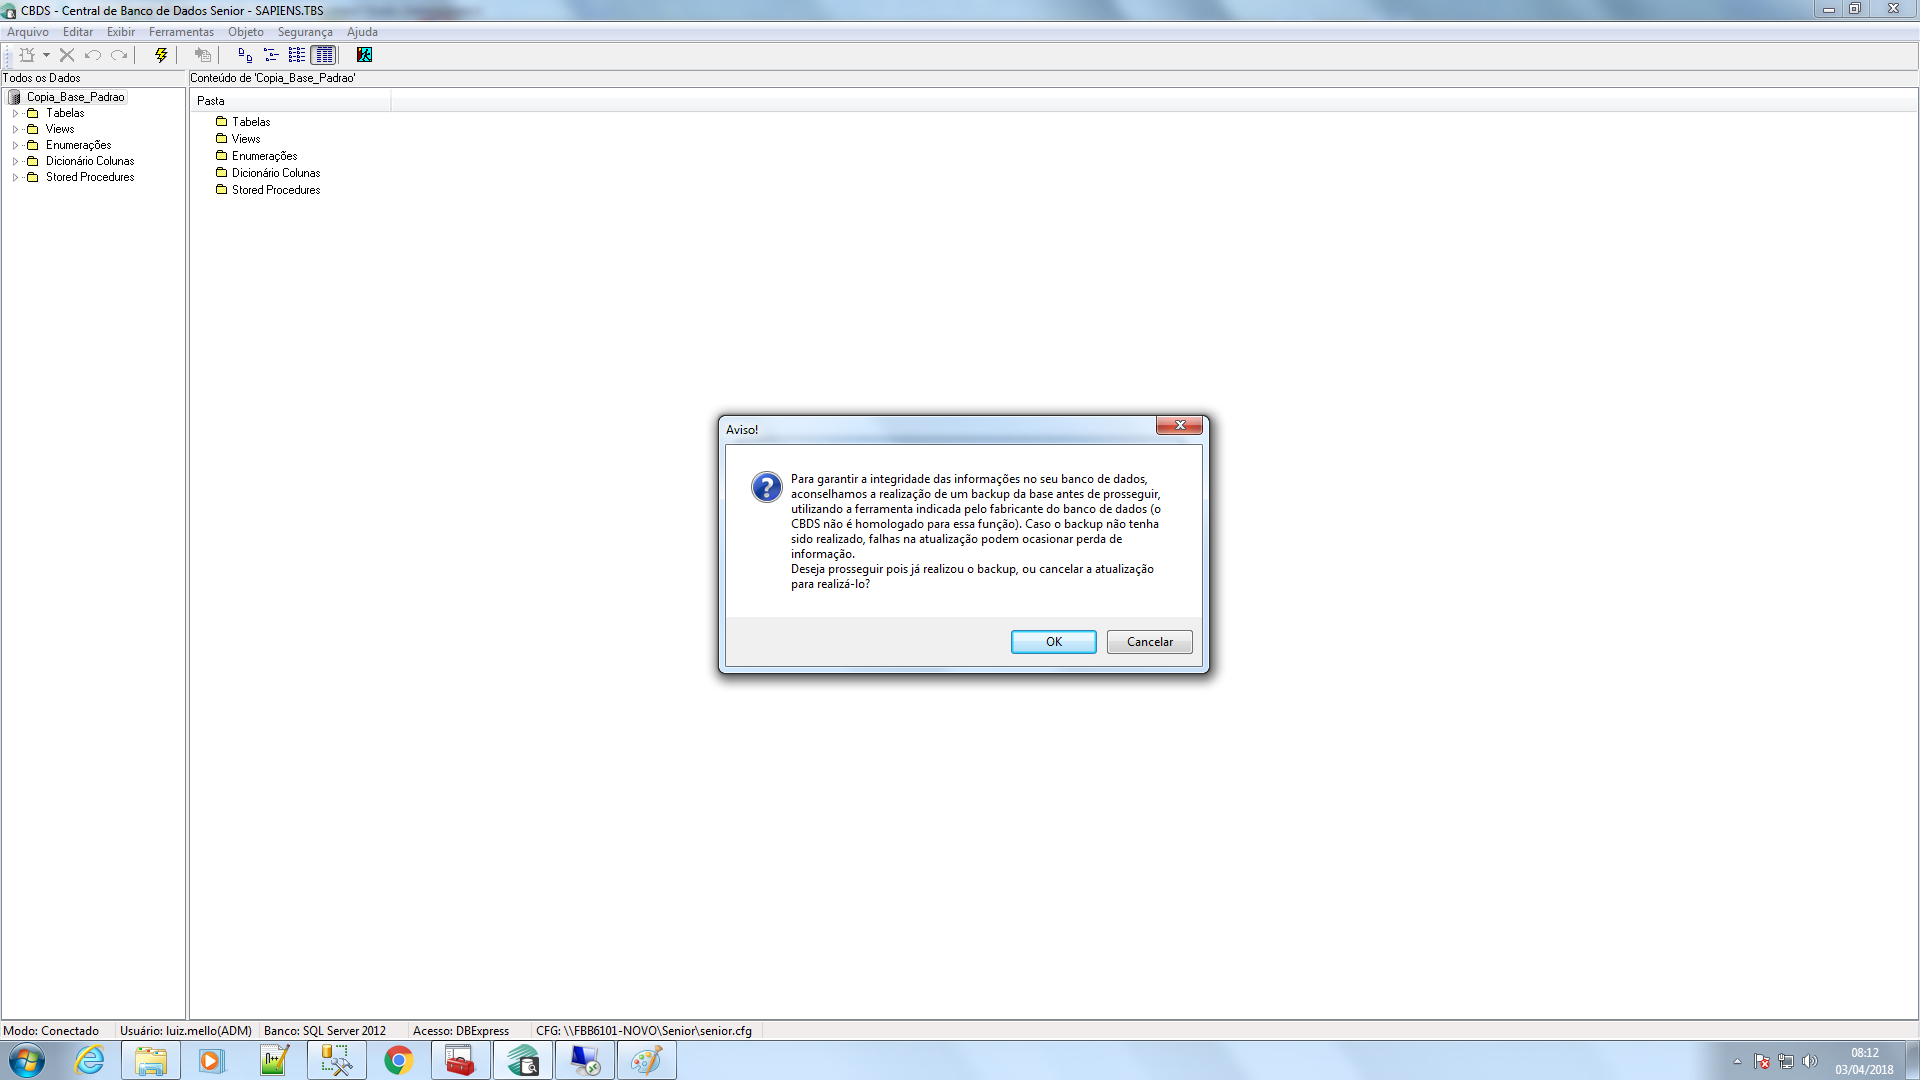 CBDS - Central de Banco de Dados Senior - SAPIENS.TBS
Arquivo Editar Exibir Ferramentas Objeto Segurança Ajuda
Todos os Dados
Conteúdo de 'Copia_Base_Padrao'
Copia_Base_Padrao
Tabelas
Views
Enumerações
Dicionário Colunas
Stored Procedures
Pasta
Tabelas
Views
Enumerações
Dicionário Colunas
Stored Procedures
Aviso!
Para garantir a integridade das informações no seu banco de dados,
aconselhamos a realização de um backup da base antes de prosseguir,
utilizando a ferramenta indicada pelo fabricante do banco de dados (o
CBDS não é homologado para essa função). Caso o backup não tenha
sido realizado, falhas na atualização podem ocasionar perda de
informação.
Deseja prosseguir pois já realizou o backup, ou cancelar a atualização
para realizá-lo?
OK Cancelar
Modo: Conectado Usuário: luiz.mello(ADM) Banco: SQL Server 2012 Acesso: DBExpress CFG: \\FBB6101-NOVO\Senior\senior.cfg
08:12
03/04/2018